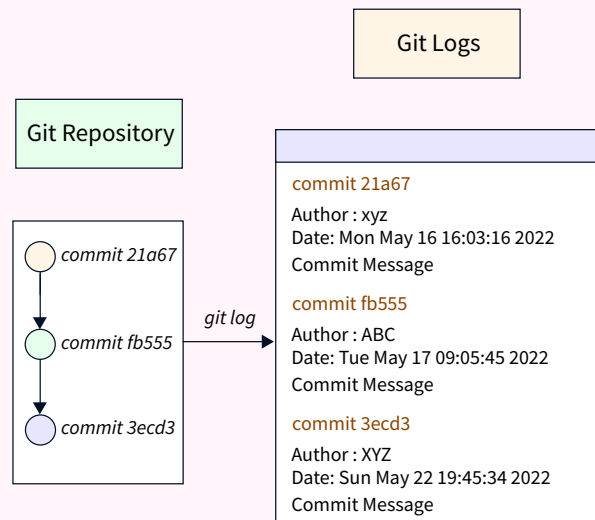 Git Logs
Git Repository
commit 21a67
commit fb555
commit 3ecd3
git log
commit 21a67
Author : xyz
Date: Mon May 16 16:03:16 2022
Commit Message
commit fb555
Author : ABC
Date: Tue May 17 09:05:45 2022
Commit Message
commit 3ecd3
Author : XYZ
Date: Sun May 22 19:45:34 2022
Commit Message